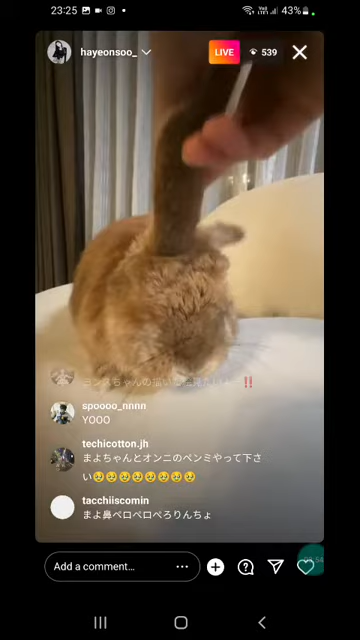 23:25
43%
hayeonsoo_
LIVE
539
spoooo_nnnn
YOOO
techicotton.jh
まよちゃんとオンニのペンミやって下さ
い🥹🥹🥹🥹🥹🥹🥹🥹
tacchiiscomin
まよ鼻ペロペロぺろりんちょ
Add a comment…